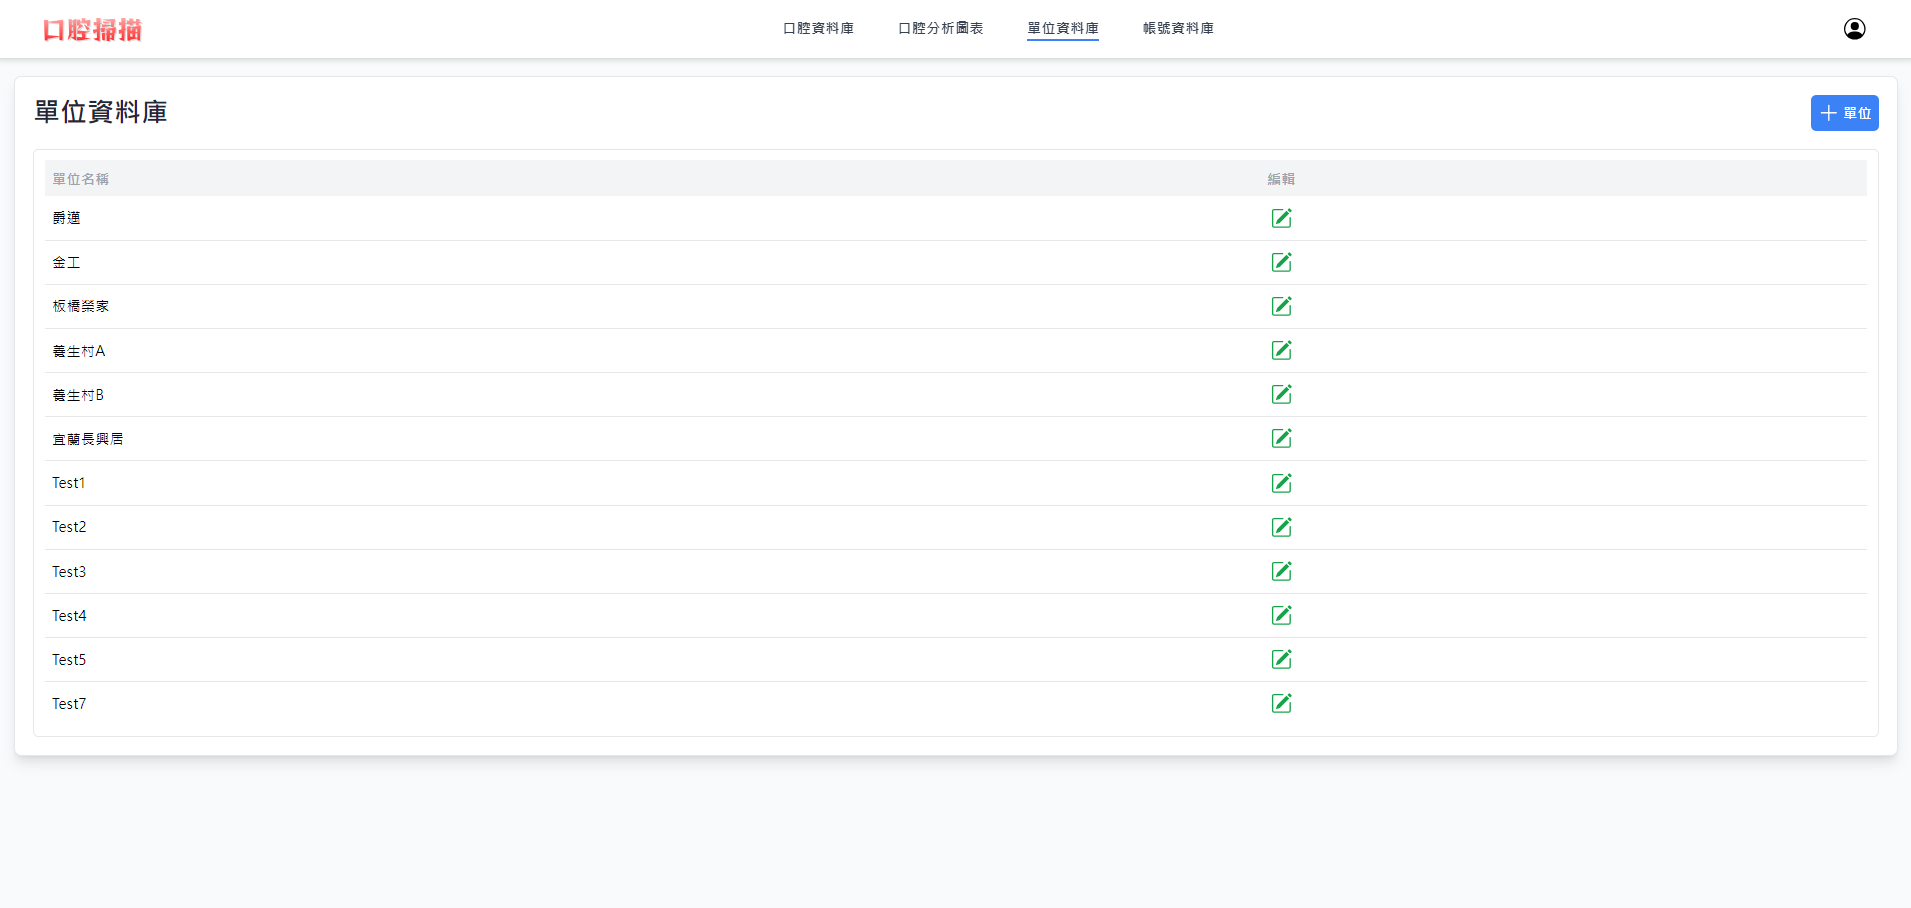 口腔掃描
口腔資料庫
口腔分析圖表
單位資料庫
帳號資料庫
單位資料庫
單位
單位名稱
編輯
爵邁
金工
板橋榮家
養生村A
養生村B
宜蘭長興居
Test1
Test2
Test3
Test4
Test5
Test7